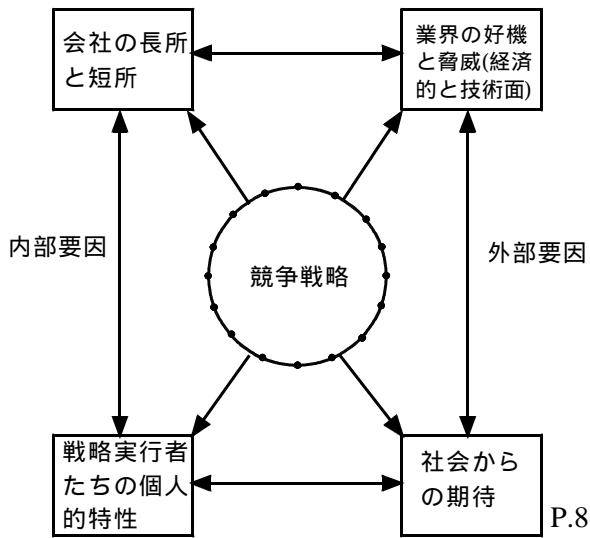 会社の長所
と短所
業界の好機
と脅威(経済
的と技術面)
内部要因
競争戦略
外部要因
戦略実行者
たちの個人
的特性
社会から
の期待
P.8